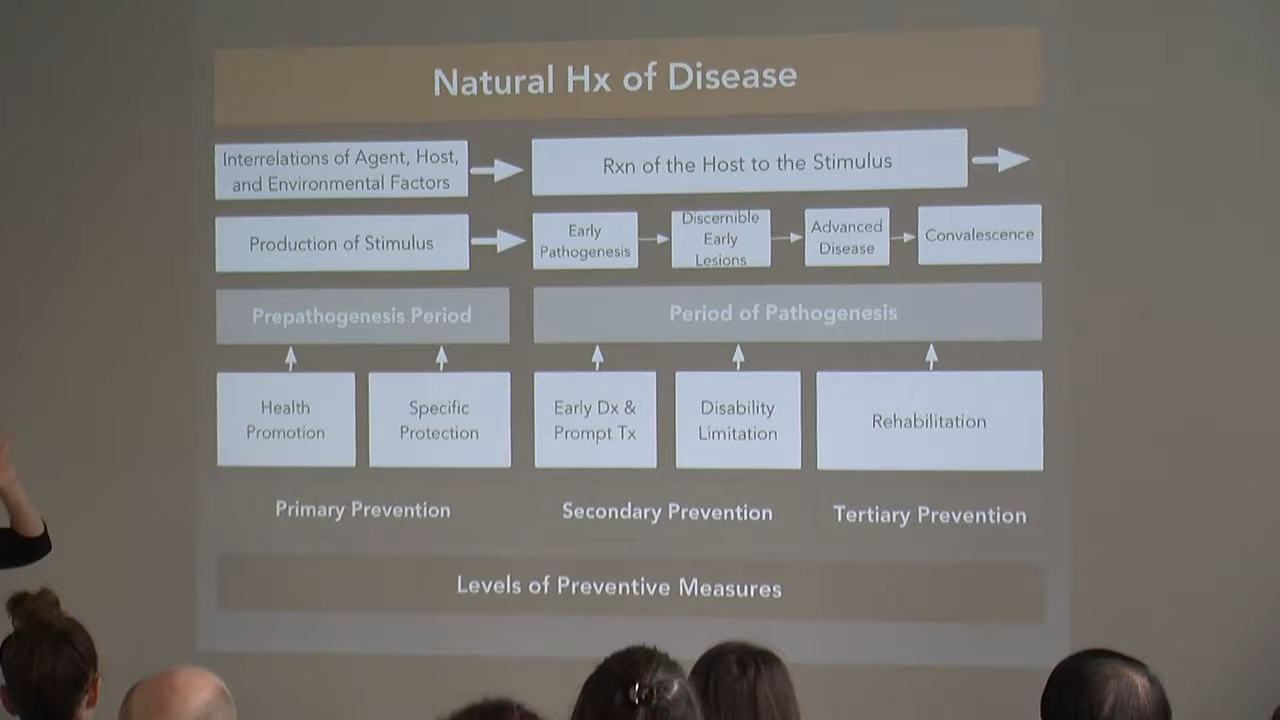 Natural Hx of Disease
Interrelations of Agent, Host,
and Environmental Factors
Rxn of the Host to the Stimulus
Production of Stimulus
Early
Pathogenesis
Discernible
Early
Lesions
Advanced
Disease
Convalescence
Prepathogenesis Period
Period of Pathogenesis
Health
Promotion
Specific
Protection
Early Dx &
Prompt Tx
Disability
Limitation
Rehabilitation
Primary Prevention
Secondary Prevention
Tertiary Prevention
Levels of Preventive Measures